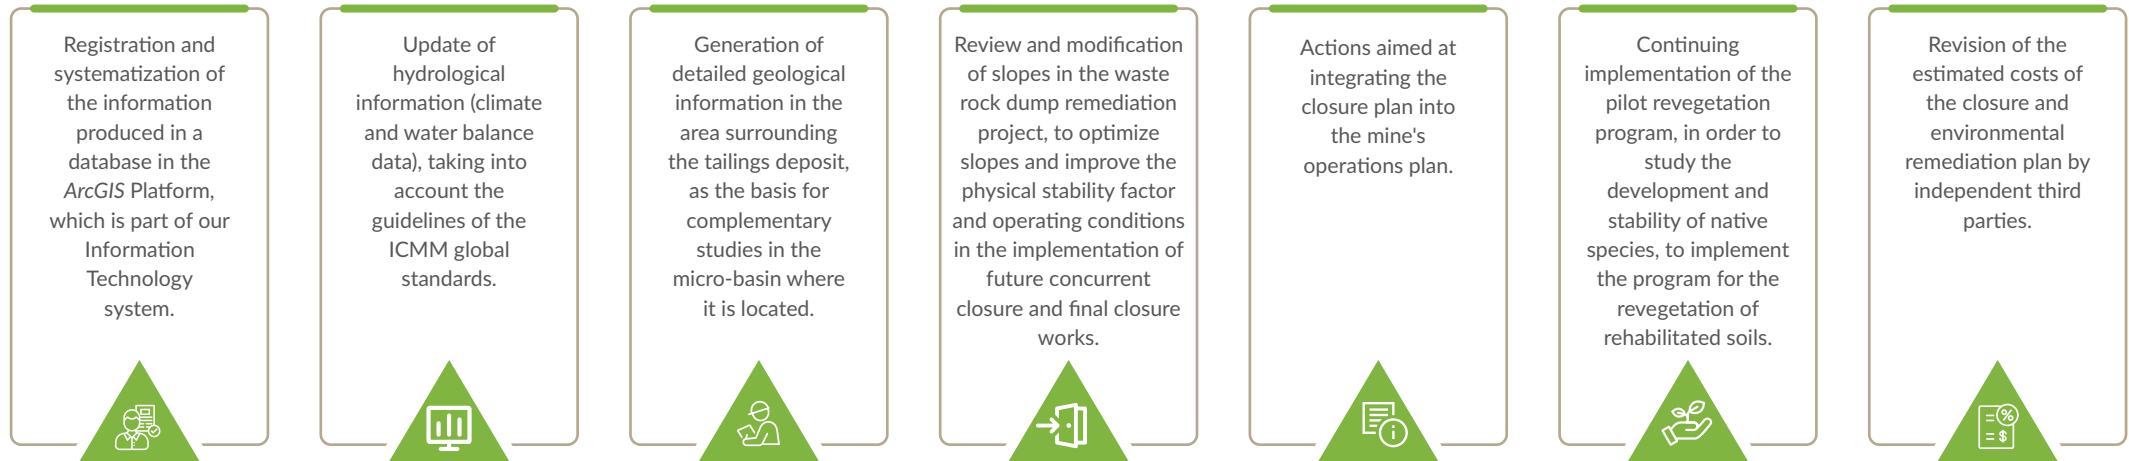 Registration and
systematization of
the information
produced in a
database in the
ArcGIS Platform,
which is part of our
Information
Technology
system.
Update of
hydrological
information (climate
and water balance
data), taking into
account the
guidelines of the
ICMM global
standards.
Generation of
detailed geological
information in the
area surrounding
the tailings deposit,
as the basis for
complementary
studies in the
micro-basin where
it is located.
Review and modification
of slopes in the waste
rock dump remediation
project, to optimize
slopes and improve the
physical stability factor
and operating conditions
in the implementation of
future concurrent
closure and final closure
works.
Actions aimed at
integrating the
closure plan into
the mine's
operations plan.
Continuing
implementation of the
pilot revegetation
program, in order to
study the
development and
stability of native
species, to implement
the program for the
revegetation of
rehabilitated soils.
Revision of the
estimated costs of
the closure and
environmental
remediation plan by
independent third
parties.